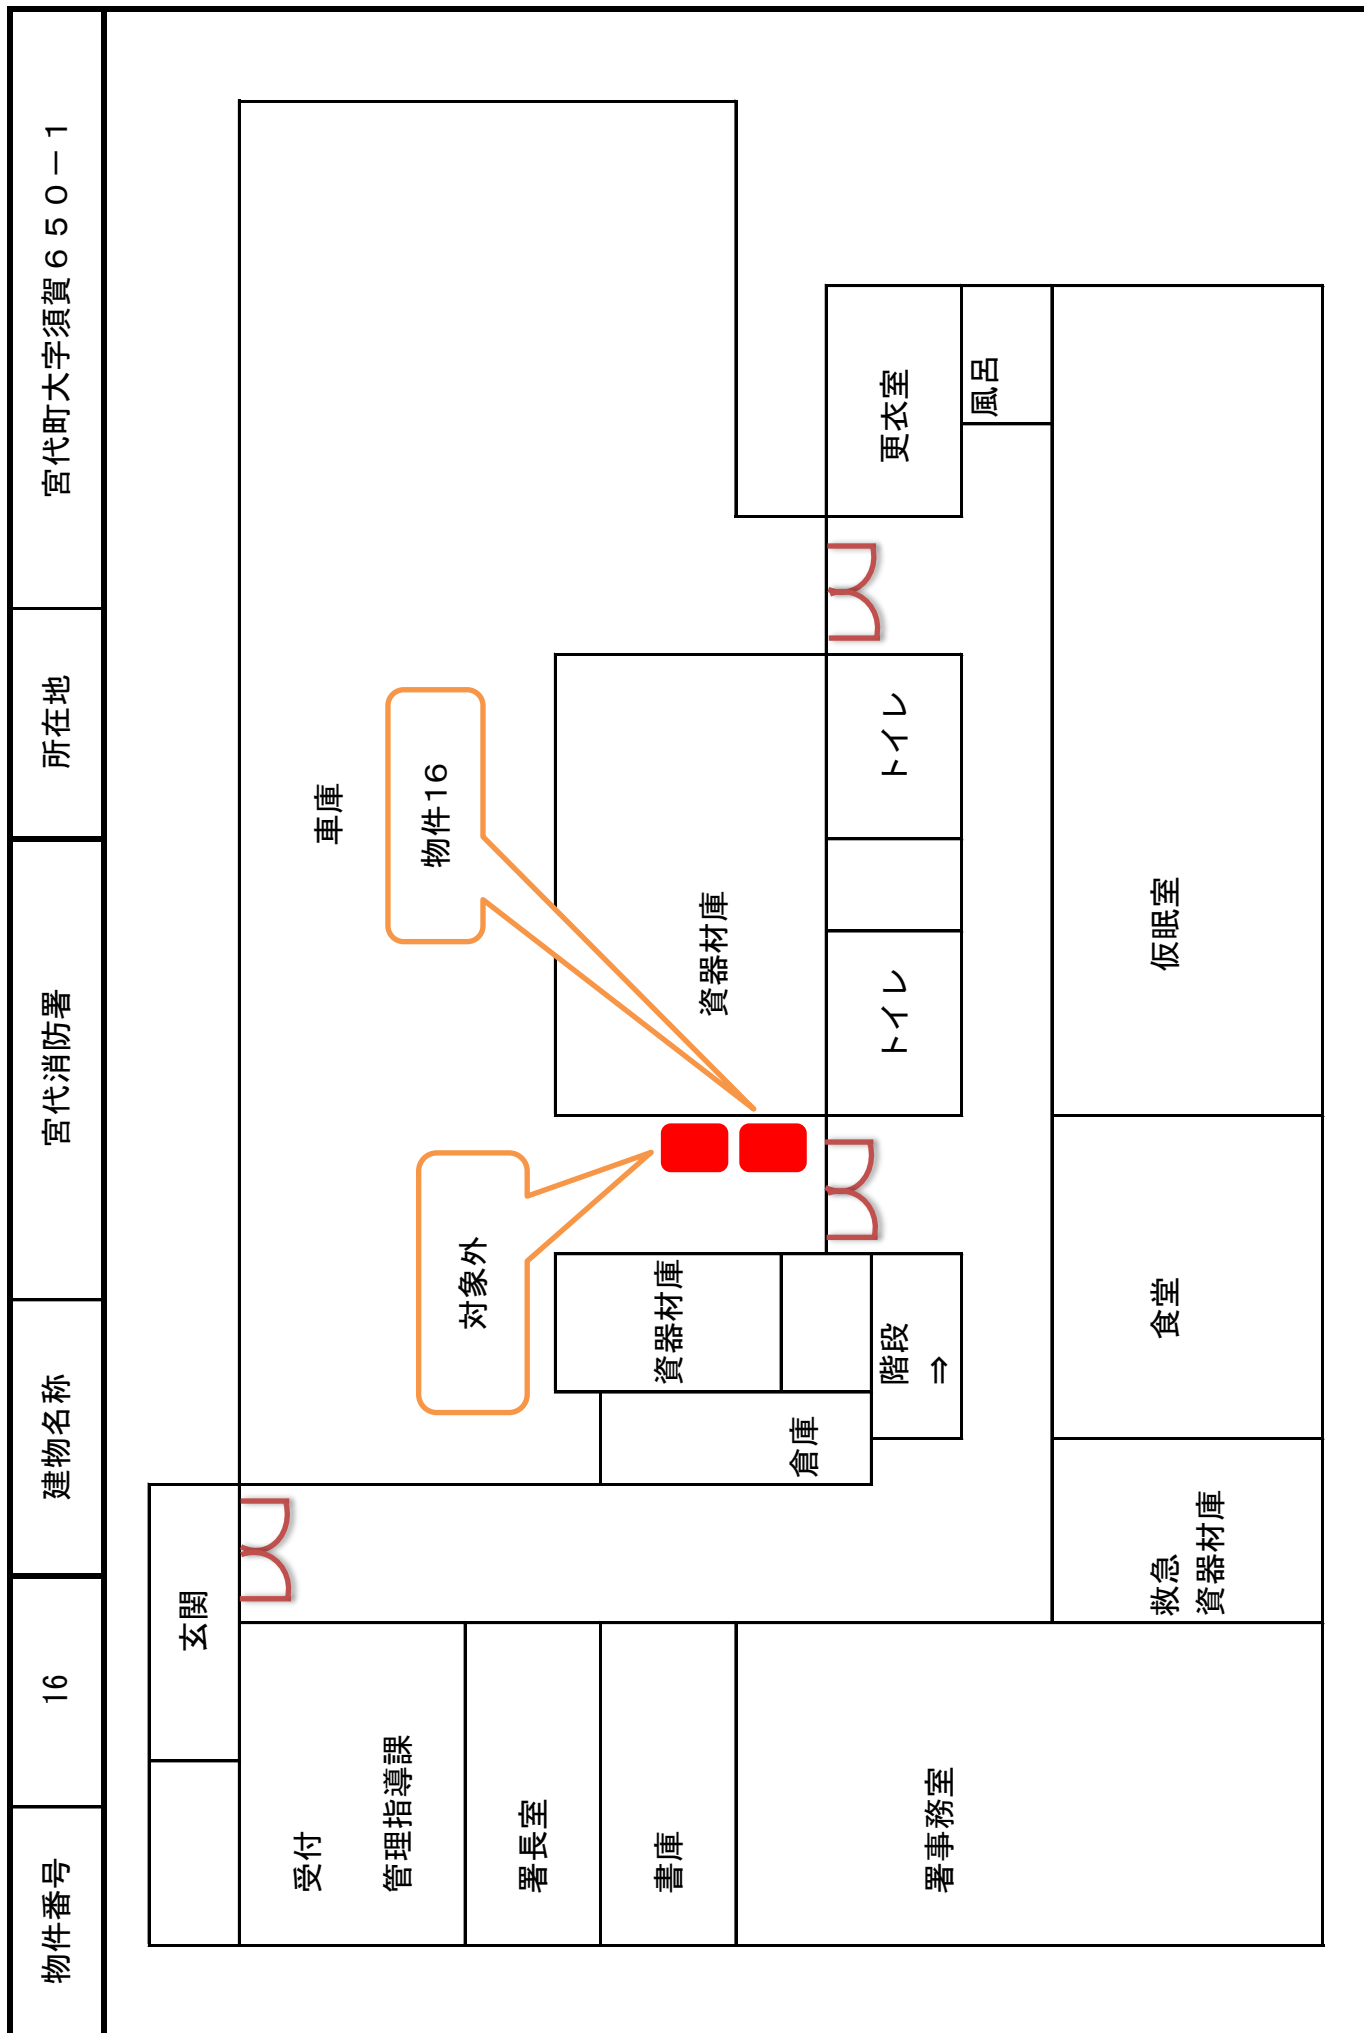 物件番号
16
建物名称
宮代消防署
所在地
宮代町大字須賀６５０－１
玄関
受付
管理指導課
車庫
物件16
対象外
署長室
書庫
資器材庫
資器材庫
倉庫
署事務室
階段
⇒
トイレ
トイレ
更衣室
風呂
救急
資器材庫
食堂
仮眠室